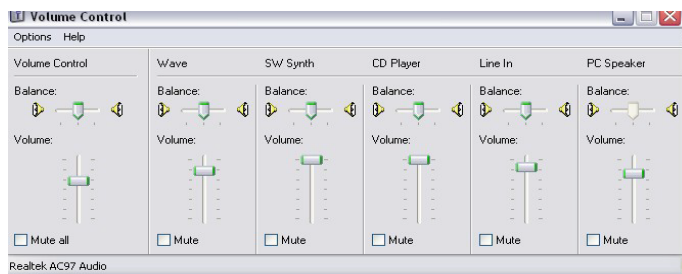 Volume Control
Options Help
Volume Control Wave SW Synth CD Player Line In PC Speaker
Balance: Balance: Balance: Balance: Balance: Balance:
Volume: Volume: Volume: Volume: Volume: Volume:
Mute all Mute Mute Mute Mute Mute
Realtek AC97 Audio